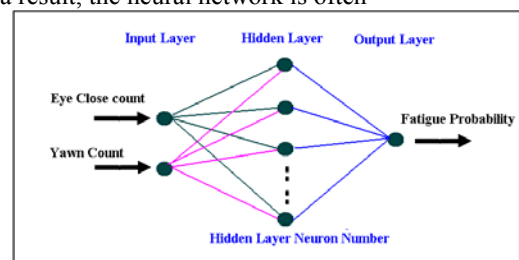 a result, the neural network is often
Input Layer Hidden Layer Output Layer
Eye Close count
Fatigue Probability
Yawn Count
Hidden Layer Neuron Number